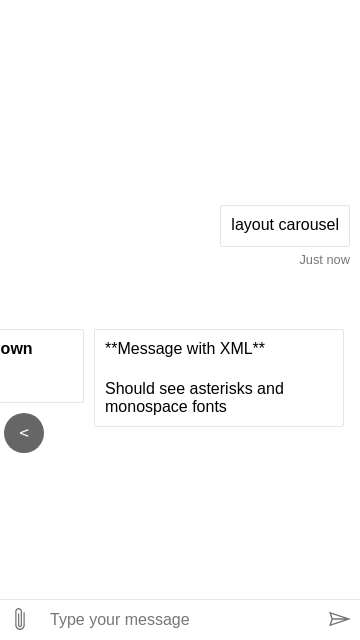 layout carousel
Just now
own
**Message with XML**
Should see asterisks and
monospace fonts
<
Type your message